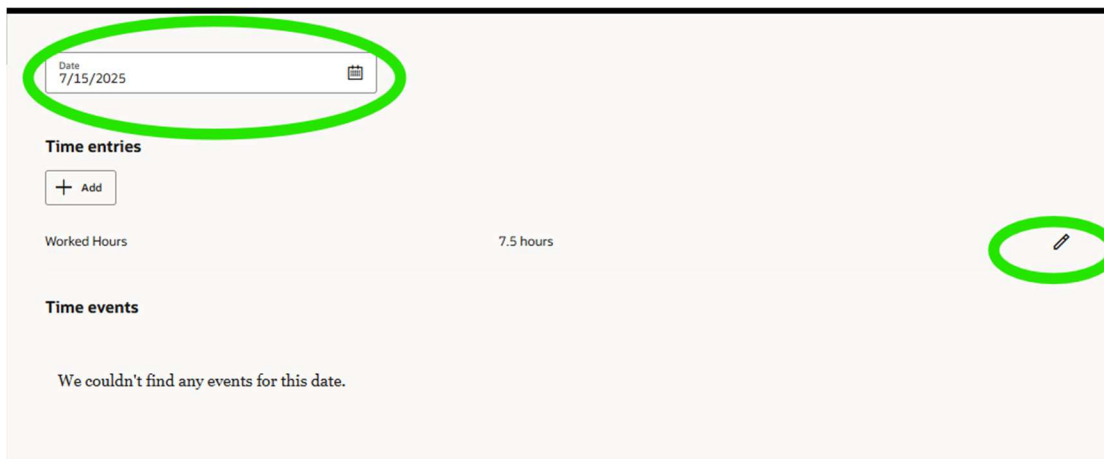 Date
7/15/2025
Time entries
+ Add
Worked Hours 7.5 hours
Time events
We couldn't find any events for this date.